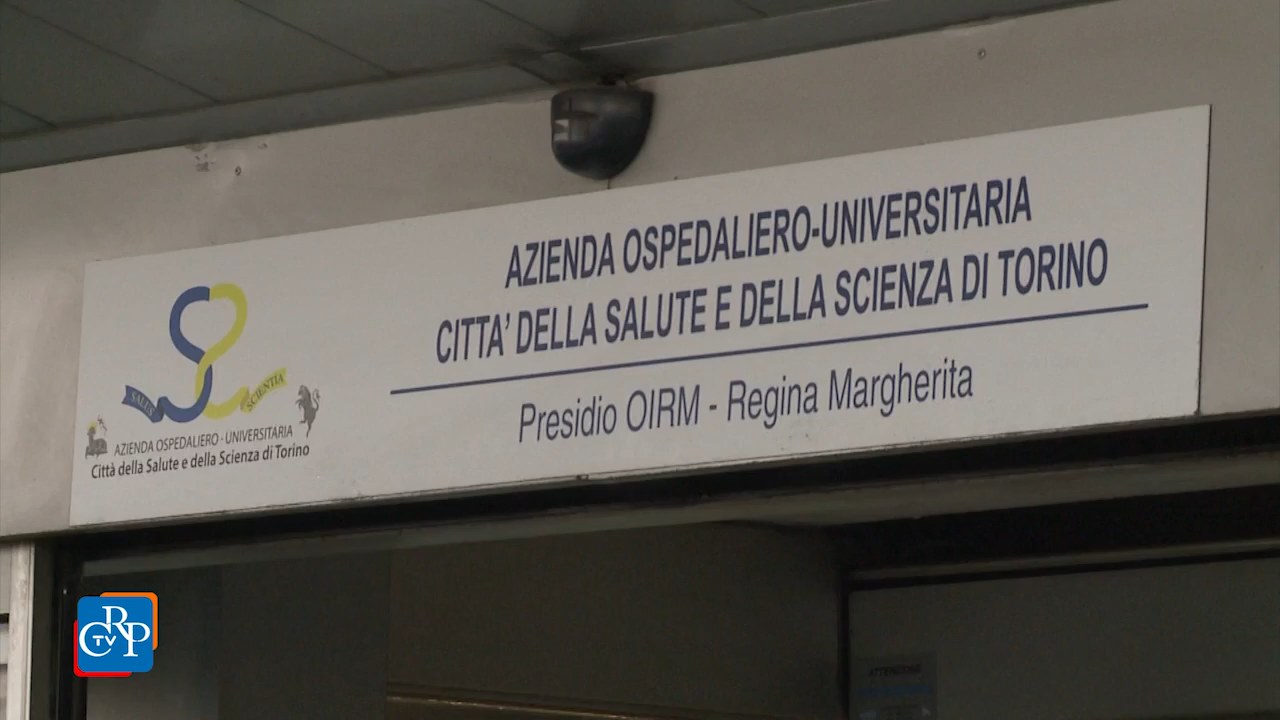 AZIENDA OSPEDALIERO-UNIVERSITARIA
CITTA' DELLA SALUTE E DELLA SCIENZA DI TORINO
Presidio OIRM - Regina Margherita
SALUS
SCIENTIA
AZIENDA OSPEDALIERO - UNIVERSITARIA
Città della Salute e della Scienza di Torino
CRP
TV
ATTENZIONE